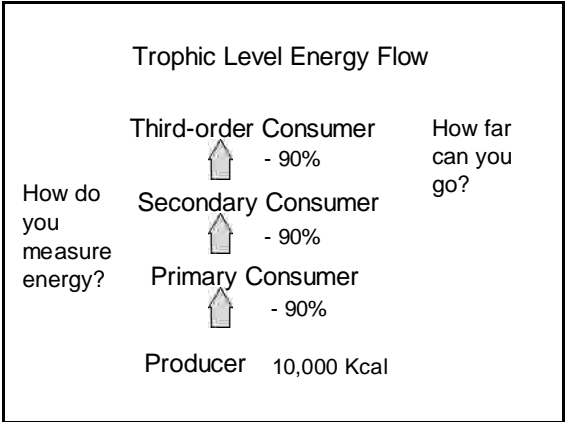 Trophic Level Energy Flow
Third-order Consumer
- 90%
How far
can you
go?
How do
you
measure
energy?
Secondary Consumer
- 90%
Primary Consumer
- 90%
Producer 10,000 Kcal